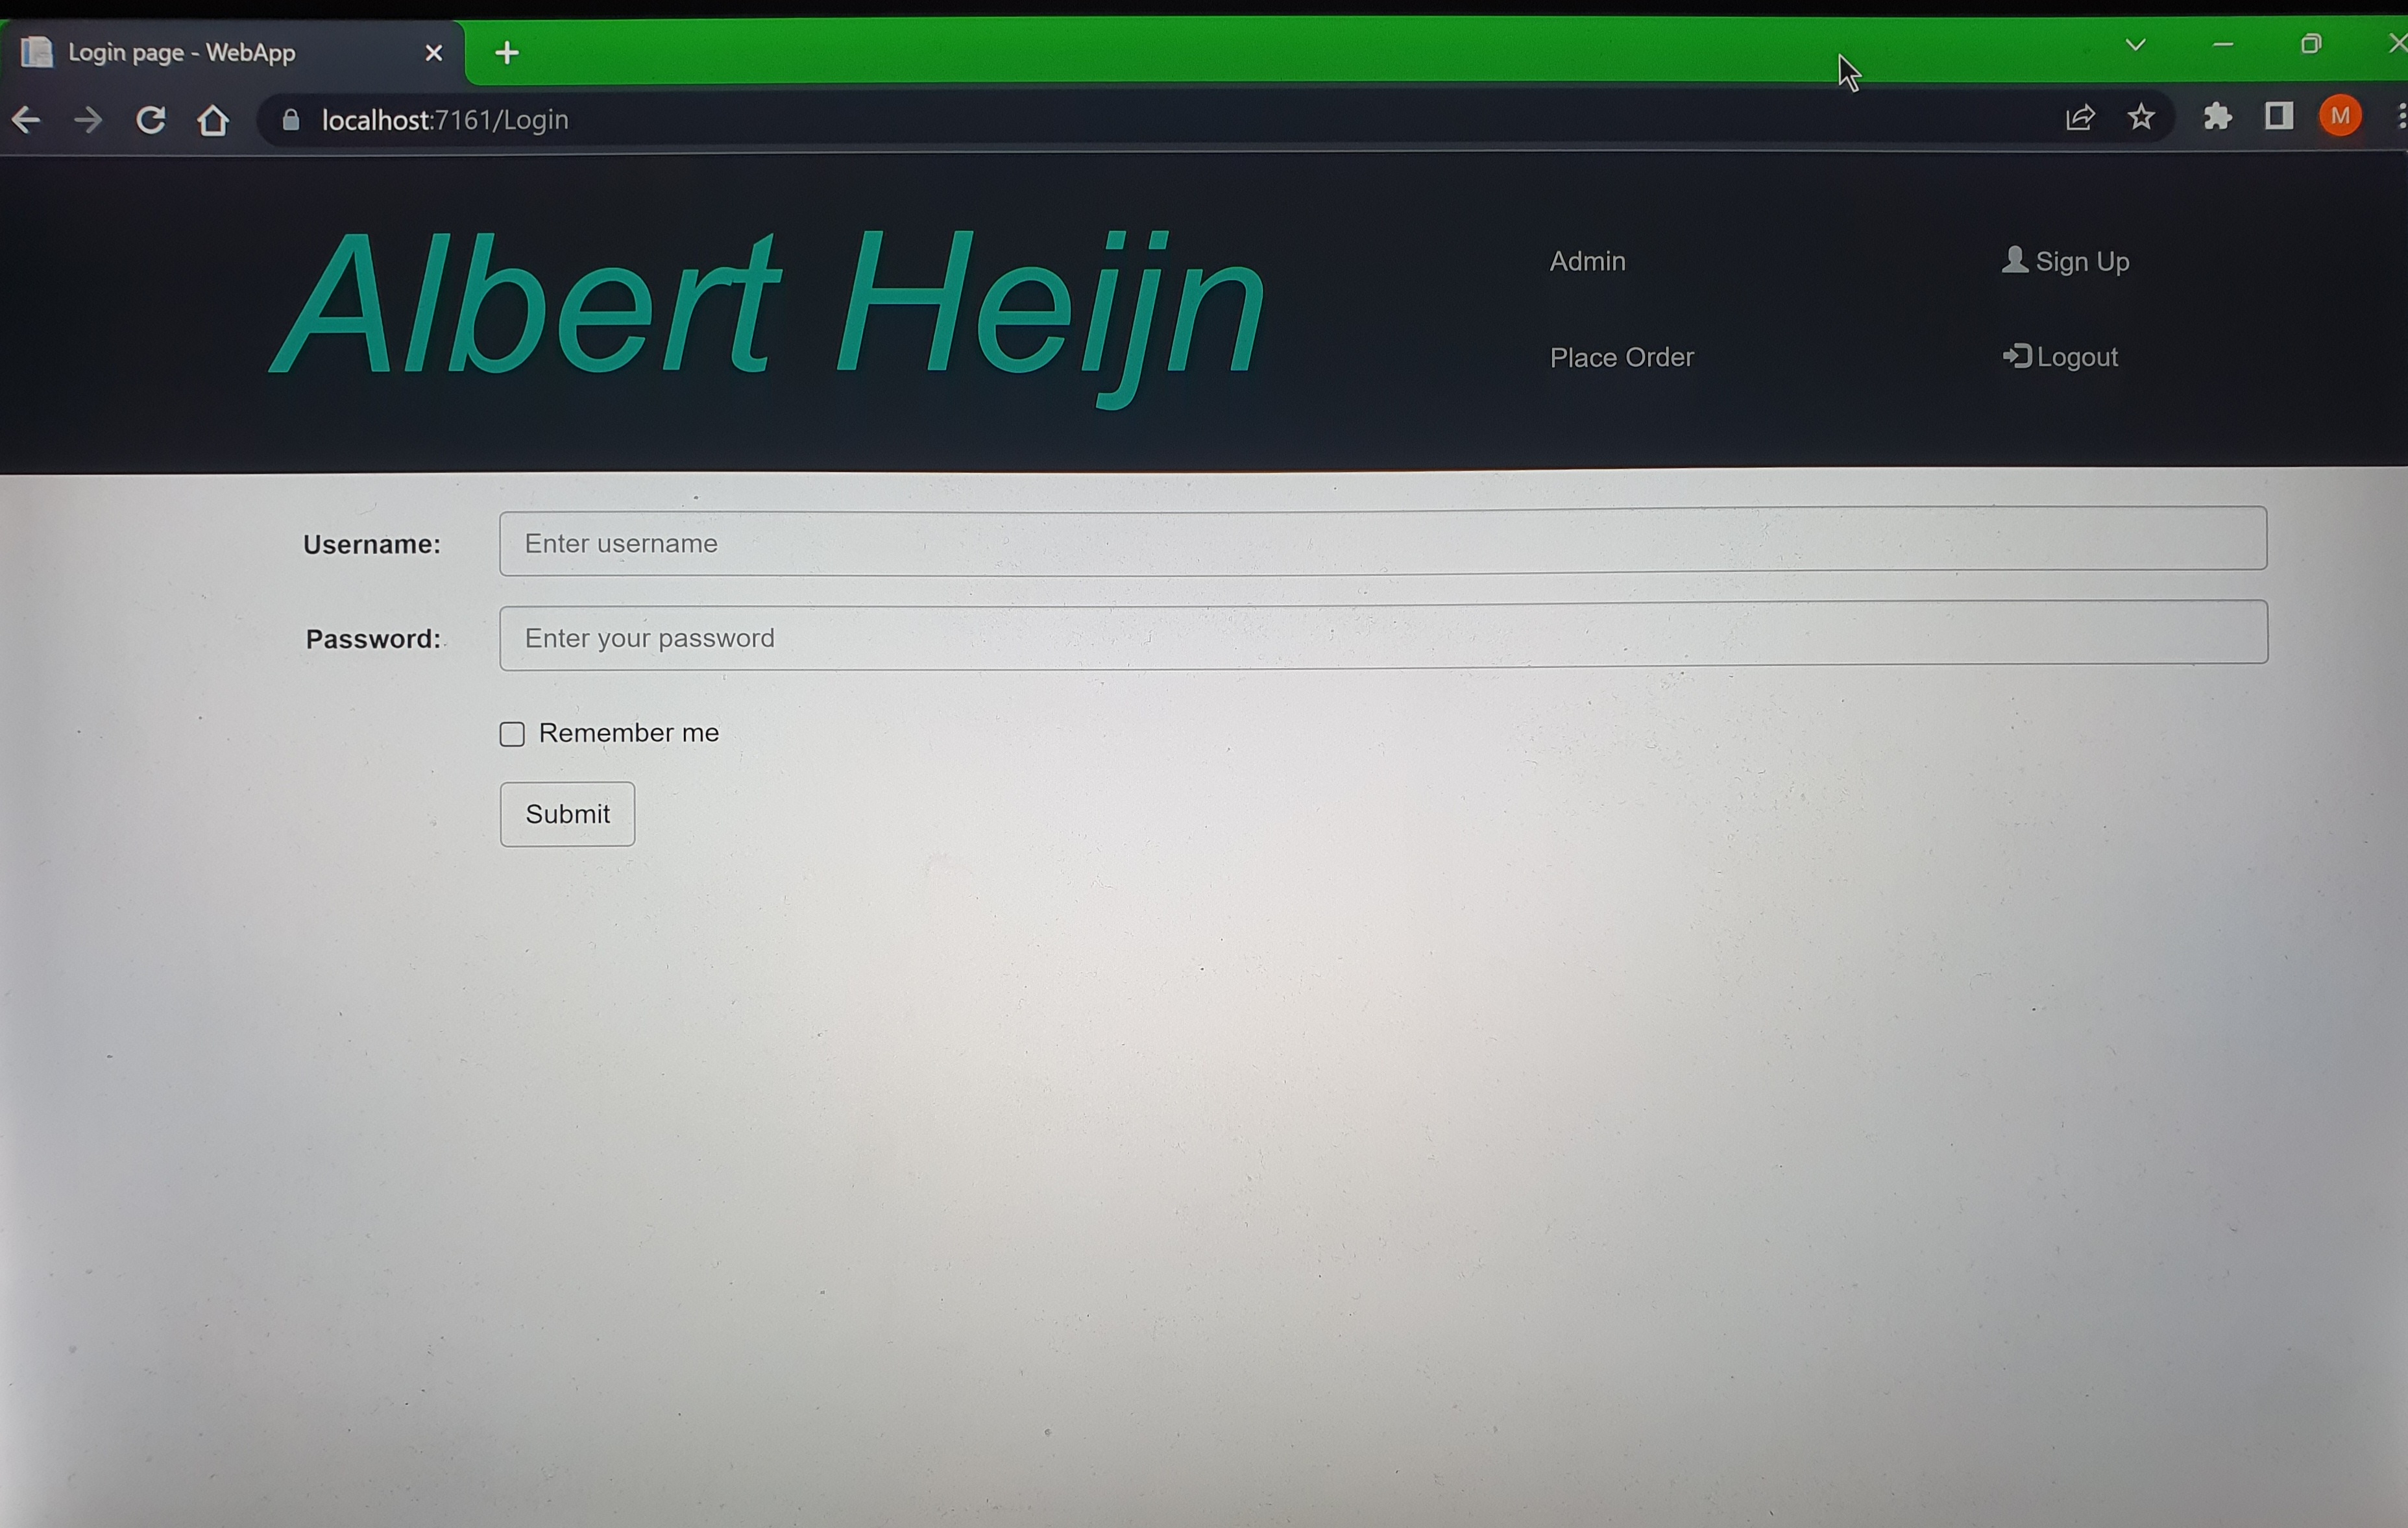 Login page - WebApp
localhost:7161/Login
M
Albert Heijn
Admin
Sign Up
Place Order
Logout
Username:
Enter username
Password:
Enter your password
Remember me
Submit